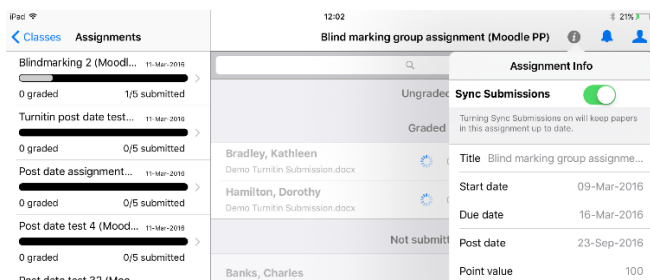 iPad 12:02 21%
Classes Assignments Blind marking group assignment (Moodle PP)
Blindmarking 2 (Moodl... 11-Mar-2016
0 graded 1/5 submitted
Turnitin post date test... 11-Mar-2016
0 graded 0/5 submitted
Post date assignment... 11-Mar-2016
0 graded 0/5 submitted
Post date test 4 (Mood... 11-Mar-2016
0 graded 0/5 submitted
Ungraded
Graded
Bradley, Kathleen
Demo Turnitin Submission.docx
Hamilton, Dorothy
Demo Turnitin Submission.docx
Not submitt
Banks, Charles
Assignment Info
Sync Submissions
Turning Sync Submissions on will keep papers
in this assignment up to date.
Title Blind marking group assignme...
Start date 09-Mar-2016
Due date 16-Mar-2016
Post date 23-Sep-2016
Point value 100